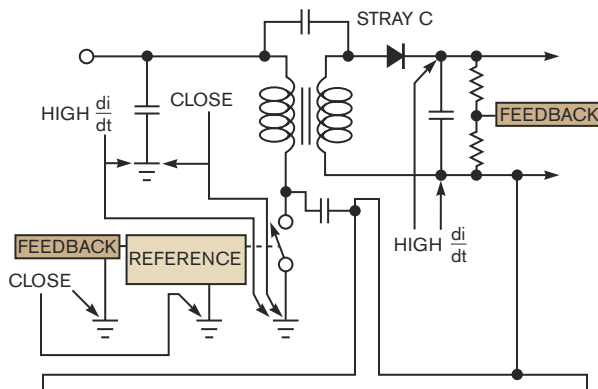 STRAY C
HIGH di/dt
CLOSE
FEEDBACK
HIGH di/dt
FEEDBACK
REFERENCE
CLOSE